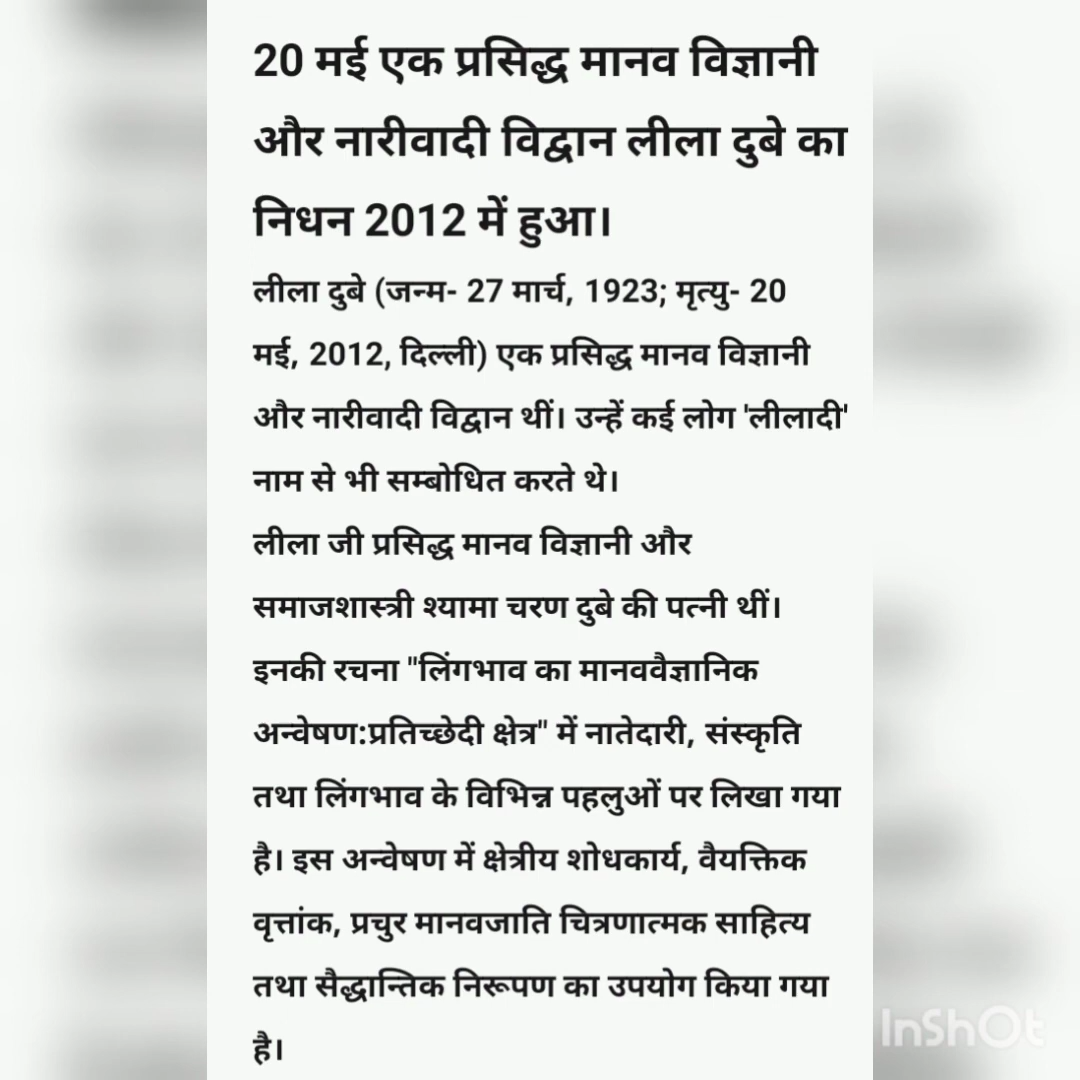 20 मई एक प्रसिद्ध मानव विज्ञानी
और नारीवादी विद्वान लीला दुबे का
निधन 2012 में हुआ।
लीला दुबे (जन्म- 27 मार्च, 1923; मृत्यु- 20
मई, 2012, दिल्ली) एक प्रसिद्ध मानव विज्ञानी
और नारीवादी विद्वान थीं। उन्हें कई लोग 'लीलादी'
नाम से भी सम्बोधित करते थे।
लीला जी प्रसिद्ध मानव विज्ञानी और
समाजशास्त्री श्यामा चरण दुबे की पत्नी थीं।
इनकी रचना "लिंगभाव का मानववैज्ञानिक
अन्वेषण:प्रतिच्छेदी क्षेत्र" में नातेदारी, संस्कृति
तथा लिंगभाव के विभिन्न पहलुओं पर लिखा गया
है। इस अन्वेषण में क्षेत्रीय शोधकार्य, वैयक्तिक
वृत्तांक, प्रचुर मानवजाति चित्रणात्मक साहित्य
तथा सैद्धान्तिक निरूपण का उपयोग किया गया
है।
InShOt